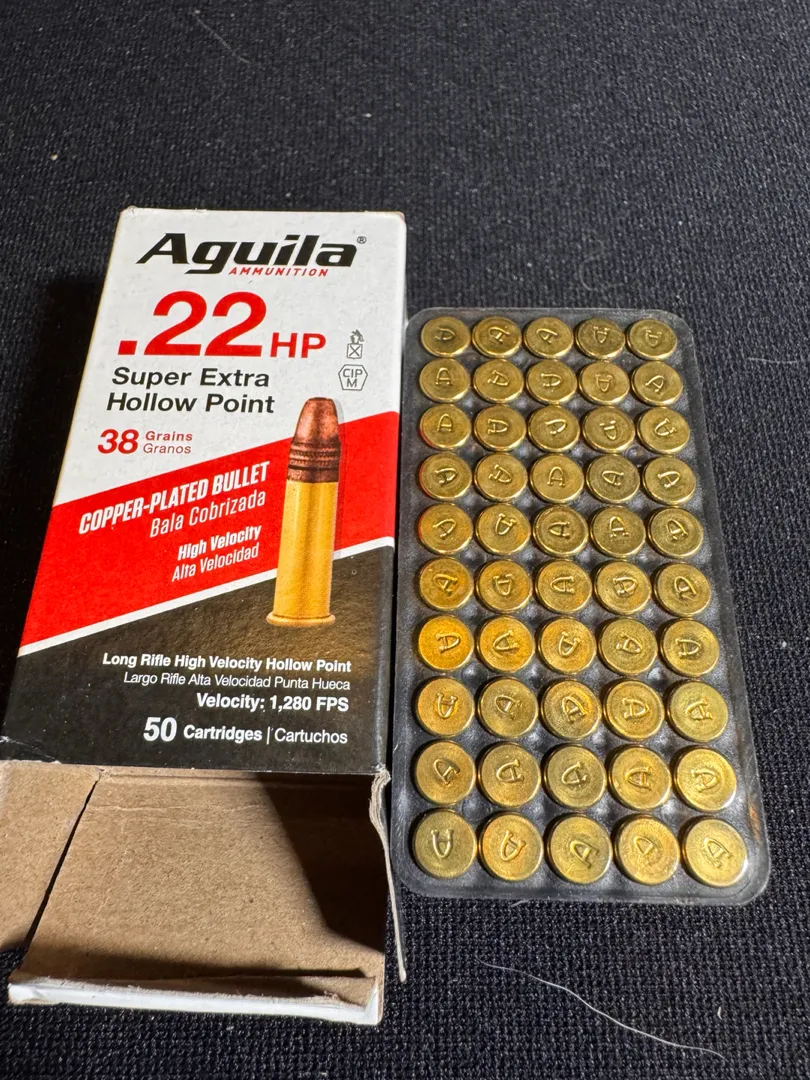 Aguila®
AMMUNITION
.22 HP
CIP
M
Super Extra
Hollow Point
38 Grains
Granos
COPPER-PLATED BULLET
Bala Cobrizada
High Velocity
Alta Velocidad
Long Rifle High Velocity Hollow Point
Largo Rifle Alta Velocidad Punta Hueca
Velocity: 1,280 FPS
50 Cartridges | Cartuchos
A A A A A
A A A A A
A A A A A
A A A A A
A A A A A
A A A A A
A A A A A
A A A A A
A A A A A
A A A A A